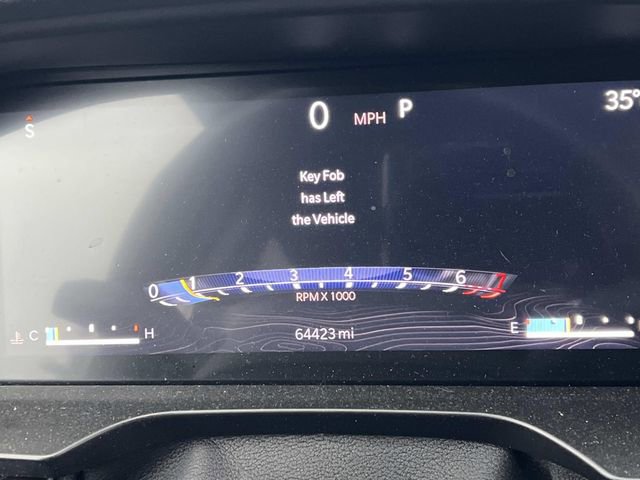 0 MPH P 35°
S
Key Fob
has Left
the Vehicle
0 1 2 3 4 5 6 7
RPM X 1000
C H 64423 mi E